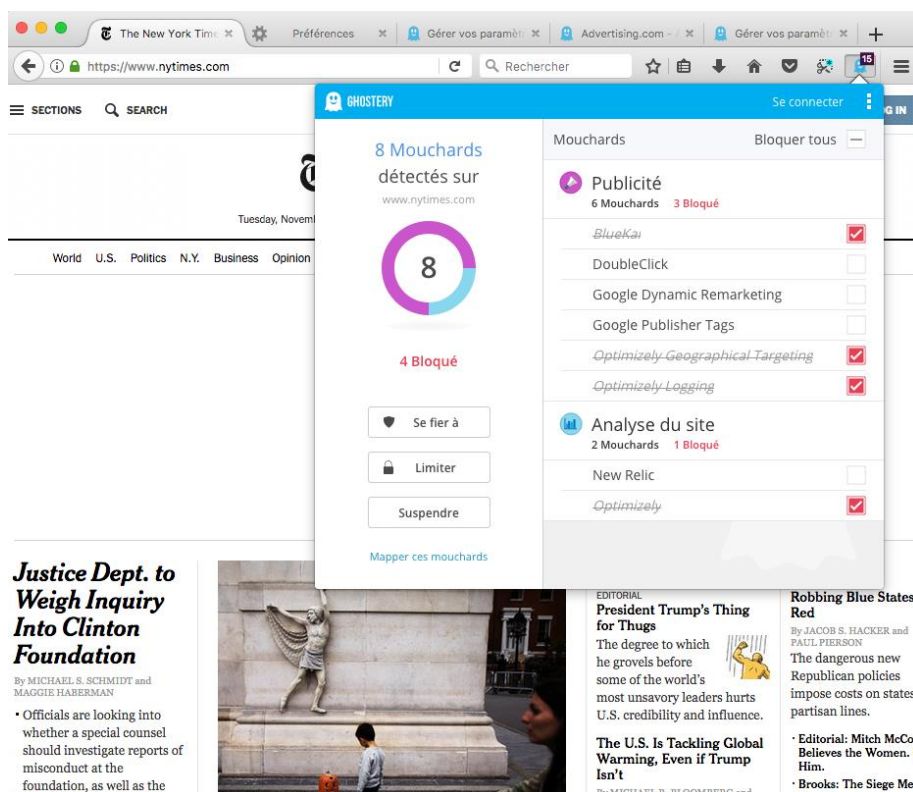 The New York Tim
Préférences
Gérer vos paramèt
Advertising.com - A
Gérer vos paramèt
https://www.nytimes.com
Rechercher
15
SECTIONS
SEARCH
GHOSTERY
Se connecter
G IN
8 Mouchards
détectés sur
www.nytimes.com
8
4 Bloqué
Se fier à
Limiter
Suspendre
Mapper ces mouchards
Mouchards
Bloquer tous
Publicité
6 Mouchards 3 Bloqué
BlueKai
DoubleClick
Google Dynamic Remarketing
Google Publisher Tags
Optimizely Geographical Targeting
Optimizely Logging
Analyse du site
2 Mouchards 1 Bloqué
New Relic
Optimizely
Tuesday, Novem
World U.S. Politics N.Y. Business Opinion
Justice Dept. to
Weigh Inquiry
Into Clinton
Foundation
By MICHAEL S. SCHMIDT and
MAGGIE HABERMAN
• Officials are looking into
whether a special counsel
should investigate reports of
misconduct at the
foundation, as well as the
EDITORIAL
President Trump's Thing
for Thugs
The degree to which
he grovels before
some of the world's
most unsavory leaders hurts
U.S. credibility and influence.
The U.S. Is Tackling Global
Warming, Even if Trump
Isn't
By MICHAEL R. BLOOMBERG and
Robbing Blue States
Red
By JACOB S. HACKER and
PAUL PIERSON
The dangerous new
Republican policies
impose costs on states
partisan lines.
· Editorial: Mitch McCo
Believes the Women.
Him.
· Brooks: The Siege Me